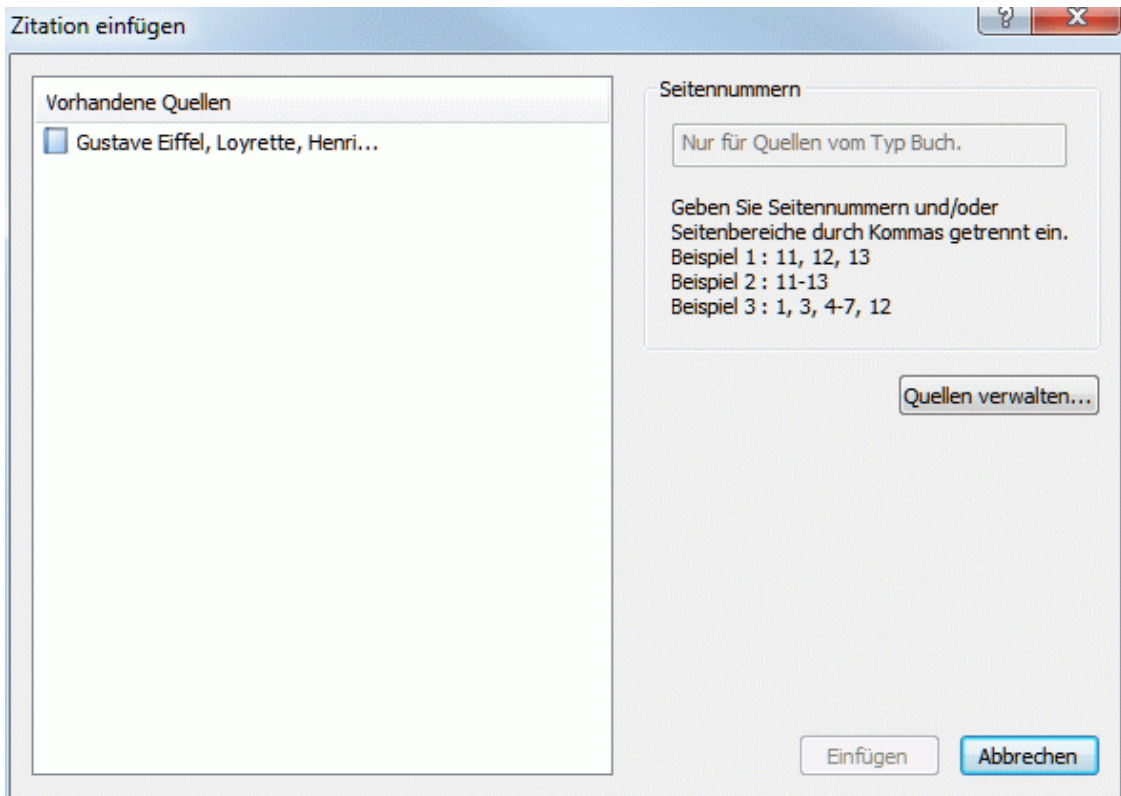 Zitation einfügen
Vorhandene Quellen
Gustave Eiffel, Loyrette, Henri...
Seitennummern
Nur für Quellen vom Typ Buch.
Geben Sie Seitennummern und/oder
Seitenbereiche durch Kommas getrennt ein.
Beispiel 1 : 11, 12, 13
Beispiel 2 : 11-13
Beispiel 3 : 1, 3, 4-7, 12
Quellen verwalten...
Einfügen
Abbrechen